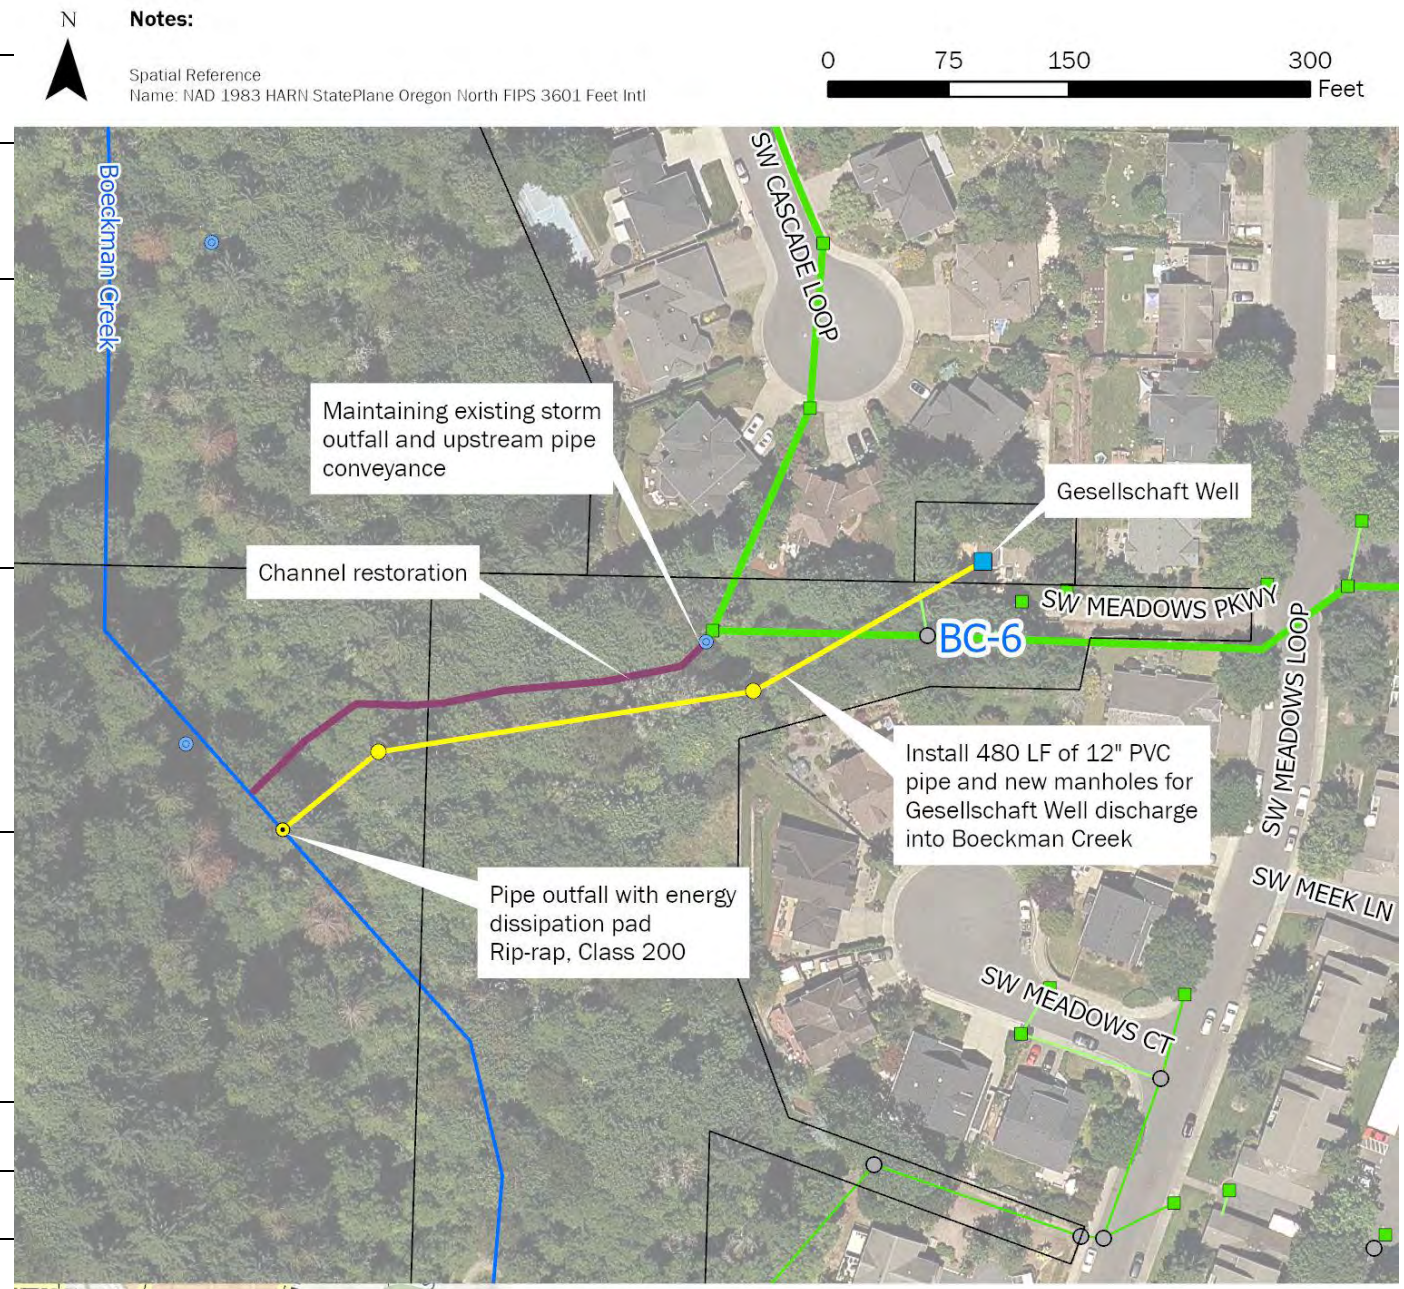 N
Notes:
Spatial Reference
Name: NAD 1983 HARN StatePlane Oregon North FIPS 3601 Feet Intl
0 75 150 300
Feet
Boeckman Creek
SW CASCADE LOOP
Maintaining existing storm
outfall and upstream pipe
conveyance
Gesellschaft Well
Channel restoration
SW MEADOWS PKWY
BC-6
SW MEADOWS LOOP
Install 480 LF of 12" PVC
pipe and new manholes for
Gesellschaft Well discharge
into Boeckman Creek
SW MEEK LN
Pipe outfall with energy
dissipation pad
Rip-rap, Class 200
SW MEADOWS CT